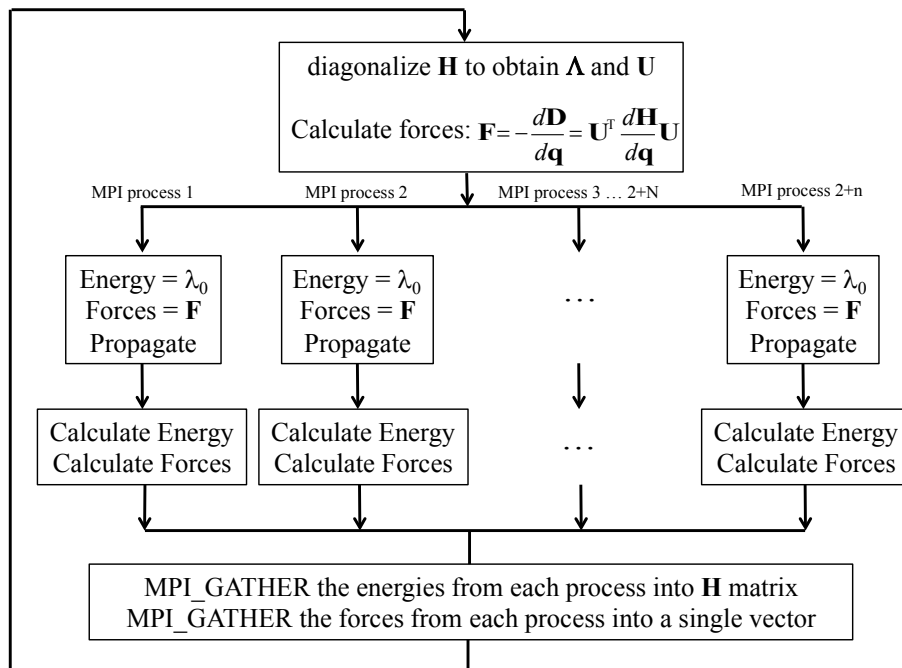 diagonalize H to obtain Λ and U
Calculate forces: F = − dD/dq = Uᵀ dH/dq U
MPI process 1 MPI process 2 MPI process 3 … 2+N MPI process 2+n
Energy = λ₀ Energy = λ₀ Energy = λ₀
Forces = F Forces = F … Forces = F
Propagate Propagate Propagate
Calculate Energy Calculate Energy … Calculate Energy
Calculate Forces Calculate Forces Calculate Forces
MPI_GATHER the energies from each process into H matrix
MPI_GATHER the forces from each process into a single vector